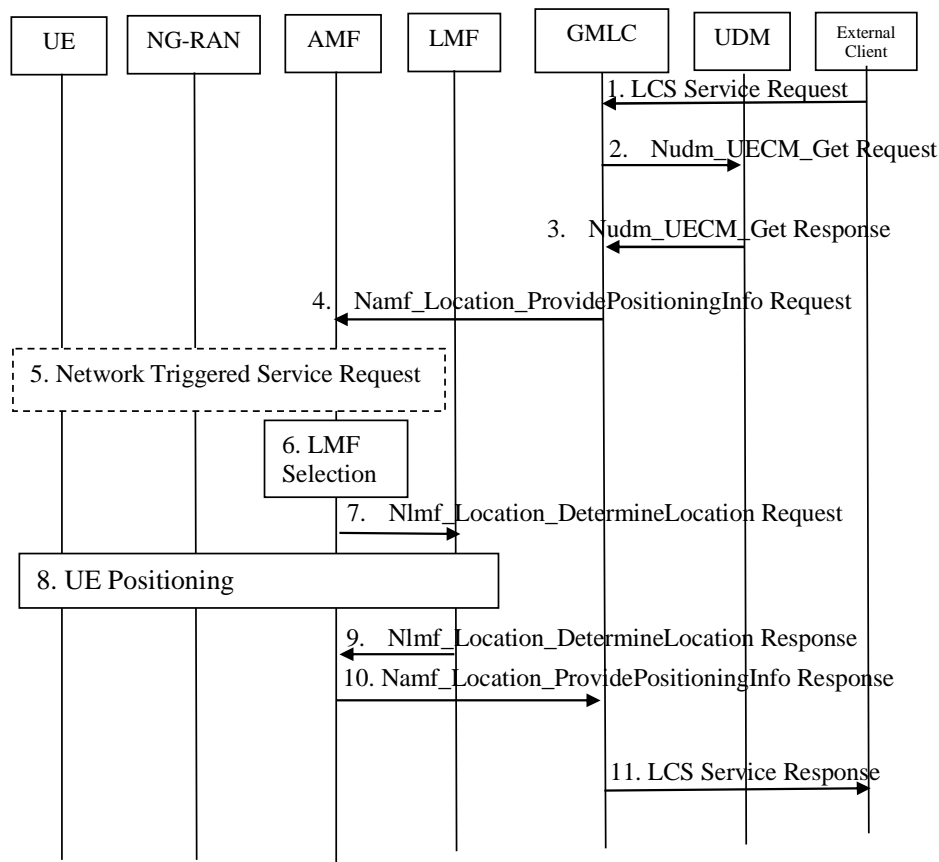 UE
NG-RAN
AMF
LMF
GMLC
UDM
External
Client
1. LCS Service Request
2. Nudm_UECM_Get Request
3. Nudm_UECM_Get Response
4. Namf_Location_ProvidePositioningInfo Request
5. Network Triggered Service Request
6. LMF
Selection
7. Nlmf_Location_DetermineLocation Request
8. UE Positioning
9. Nlmf_Location_DetermineLocation Response
10. Namf_Location_ProvidePositioningInfo Response
11. LCS Service Response